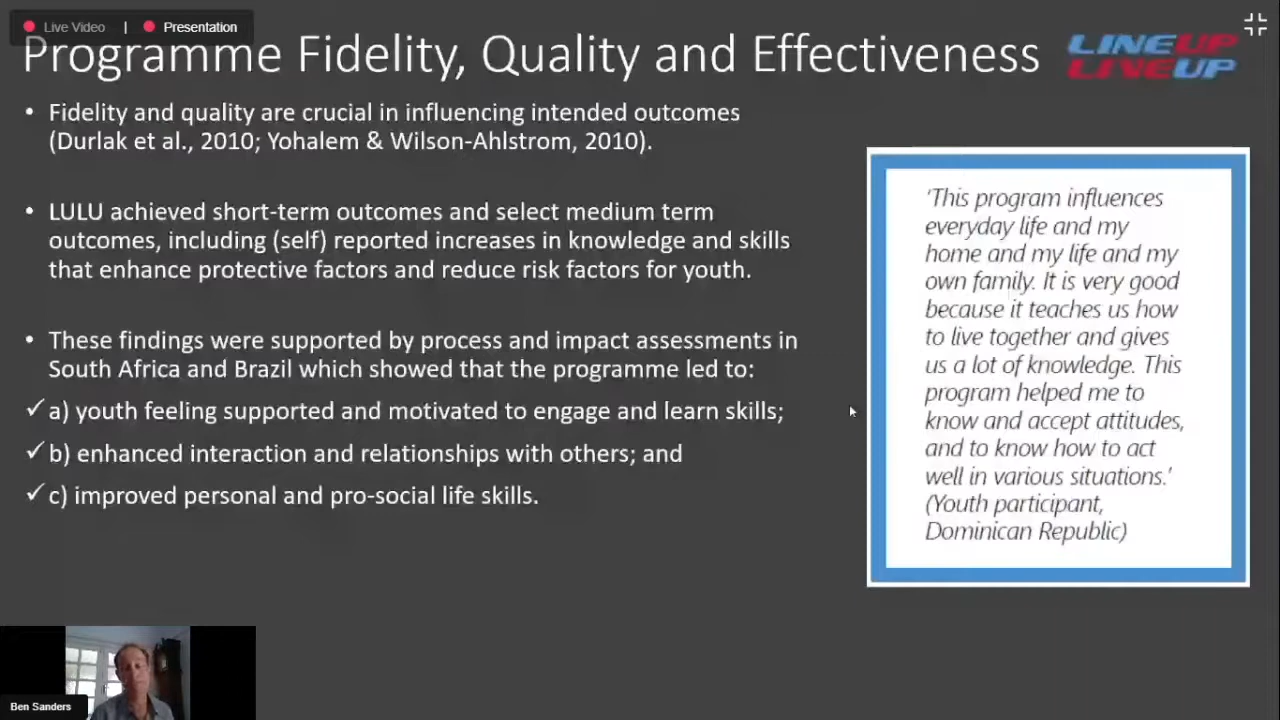 Live Video | Presentation
Programme Fidelity, Quality and Effectiveness
LINEUP
LIVEUP
• Fidelity and quality are crucial in influencing intended outcomes
(Durlak et al., 2010; Yohalem & Wilson-Ahlstrom, 2010).
• LULU achieved short-term outcomes and select medium term
outcomes, including (self) reported increases in knowledge and skills
that enhance protective factors and reduce risk factors for youth.
• These findings were supported by process and impact assessments in
South Africa and Brazil which showed that the programme led to:
✓ a) youth feeling supported and motivated to engage and learn skills;
✓ b) enhanced interaction and relationships with others; and
✓ c) improved personal and pro-social life skills.
'This program influences
everyday life and my
home and my life and my
own family. It is very good
because it teaches us how
to live together and gives
us a lot of knowledge. This
program helped me to
know and accept attitudes,
and to know how to act
well in various situations.'
(Youth participant,
Dominican Republic)
Ben Sanders